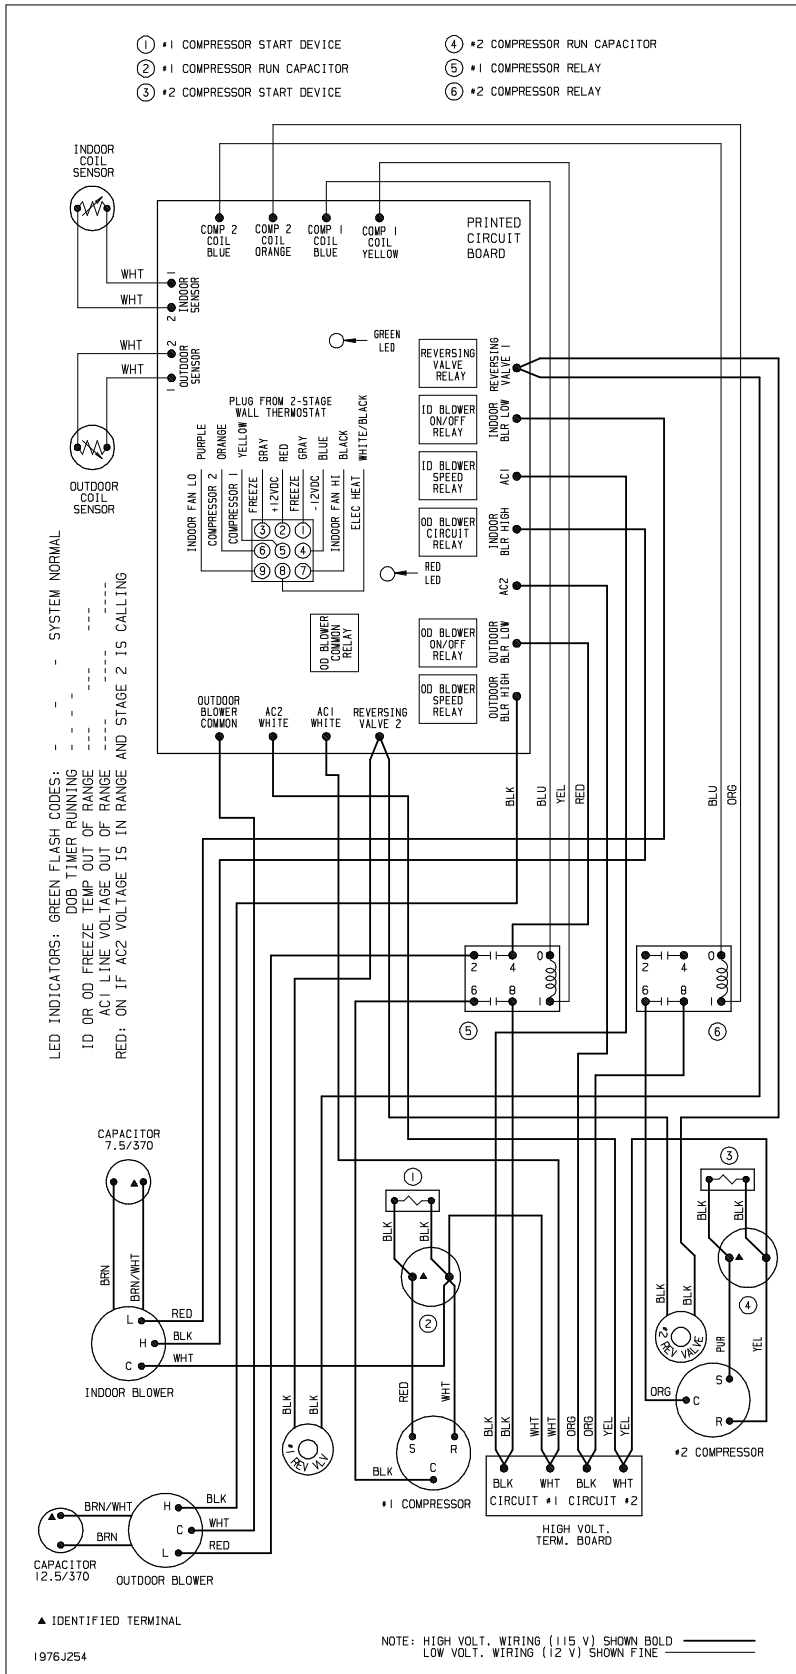 1 #1 COMPRESSOR START DEVICE
2 #1 COMPRESSOR RUN CAPACITOR
3 #2 COMPRESSOR START DEVICE
4 #2 COMPRESSOR RUN CAPACITOR
5 #1 COMPRESSOR RELAY
6 #2 COMPRESSOR RELAY
INDOOR
COIL
SENSOR
COMP 2
COIL
BLUE
COMP 2
COIL
ORANGE
COMP 1
COIL
BLUE
COMP 1
COIL
YELLOW
PRINTED
CIRCUIT
BOARD
WHT
WHT
1
2
INDOOR
SENSOR
WHT
WHT
2
1
OUTDOOR
SENSOR
OUTDOOR
COIL
SENSOR
GREEN
LED
REVERSING
VALVE
RELAY
REVERSING
VALVE 1
ID BLOWER
ON/OFF
RELAY
INDOOR
BLR LOW
ID BLOWER
SPEED
RELAY
AC1
OD BLOWER
CIRCUIT
RELAY
INDOOR
BLR HIGH
RED
LED
AC2
OD BLOWER
ON/OFF
RELAY
OUTDOOR
BLR LOW
OD BLOWER
SPEED
RELAY
OUTDOOR
BLR HIGH
PLUG FROM 2-STAGE
WALL THERMOSTAT
PURPLE
ORANGE
YELLOW
GRAY
RED
GRAY
BLUE
BLACK
WHITE/BLACK
INDOOR FAN LO
COMPRESSOR 2
COMPRESSOR 1
FREEZE
+12VDC
FREEZE
-12VDC
INDOOR FAN HI
ELEC HEAT
3 2 1
6 5 4
9 8 7
OD BLOWER
COMMON
RELAY
OUTDOOR
BLOWER
COMMON
AC2
WHITE
AC1
WHITE
REVERSING
VALVE 2
LED INDICATORS: GREEN FLASH CODES: - - - SYSTEM NORMAL
DOB TIMER RUNNING - - - -
ID OR OD FREEZE TEMP OUT OF RANGE --- --- ---
AC1 LINE VOLTAGE OUT OF RANGE ---- ---- ----
RED: ON IF AC2 VOLTAGE IS IN RANGE AND STAGE 2 IS CALLING
BLK
BLU
YEL
RED
BLU
ORG
2 4 0
6 8 1
5
2 4 0
6 8 1
6
CAPACITOR
7.5/370
BRN
BRN/WHT
L
H
C
RED
BLK
WHT
INDOOR BLOWER
1
BLK
BLK
2
RED
WHT
S
R
C
BLK
#1 COMPRESSOR
BLK
BLK
#1 REV VLV
3
BLK
BLK
4
BLK
BLK
#2 REV VALVE
PUR
YEL
ORG
S
C
R
#2 COMPRESSOR
BLK
BLK
WHT
WHT
ORG
ORG
YEL
YEL
BLK WHT BLK WHT
CIRCUIT #1 CIRCUIT #2
HIGH VOLT.
TERM. BOARD
BRN/WHT
BRN
CAPACITOR
12.5/370
H
C
L
BLK
WHT
RED
OUTDOOR BLOWER
▲ IDENTIFIED TERMINAL
1976J254
NOTE: HIGH VOLT. WIRING (115 V) SHOWN BOLD
LOW VOLT. WIRING (12 V) SHOWN FINE